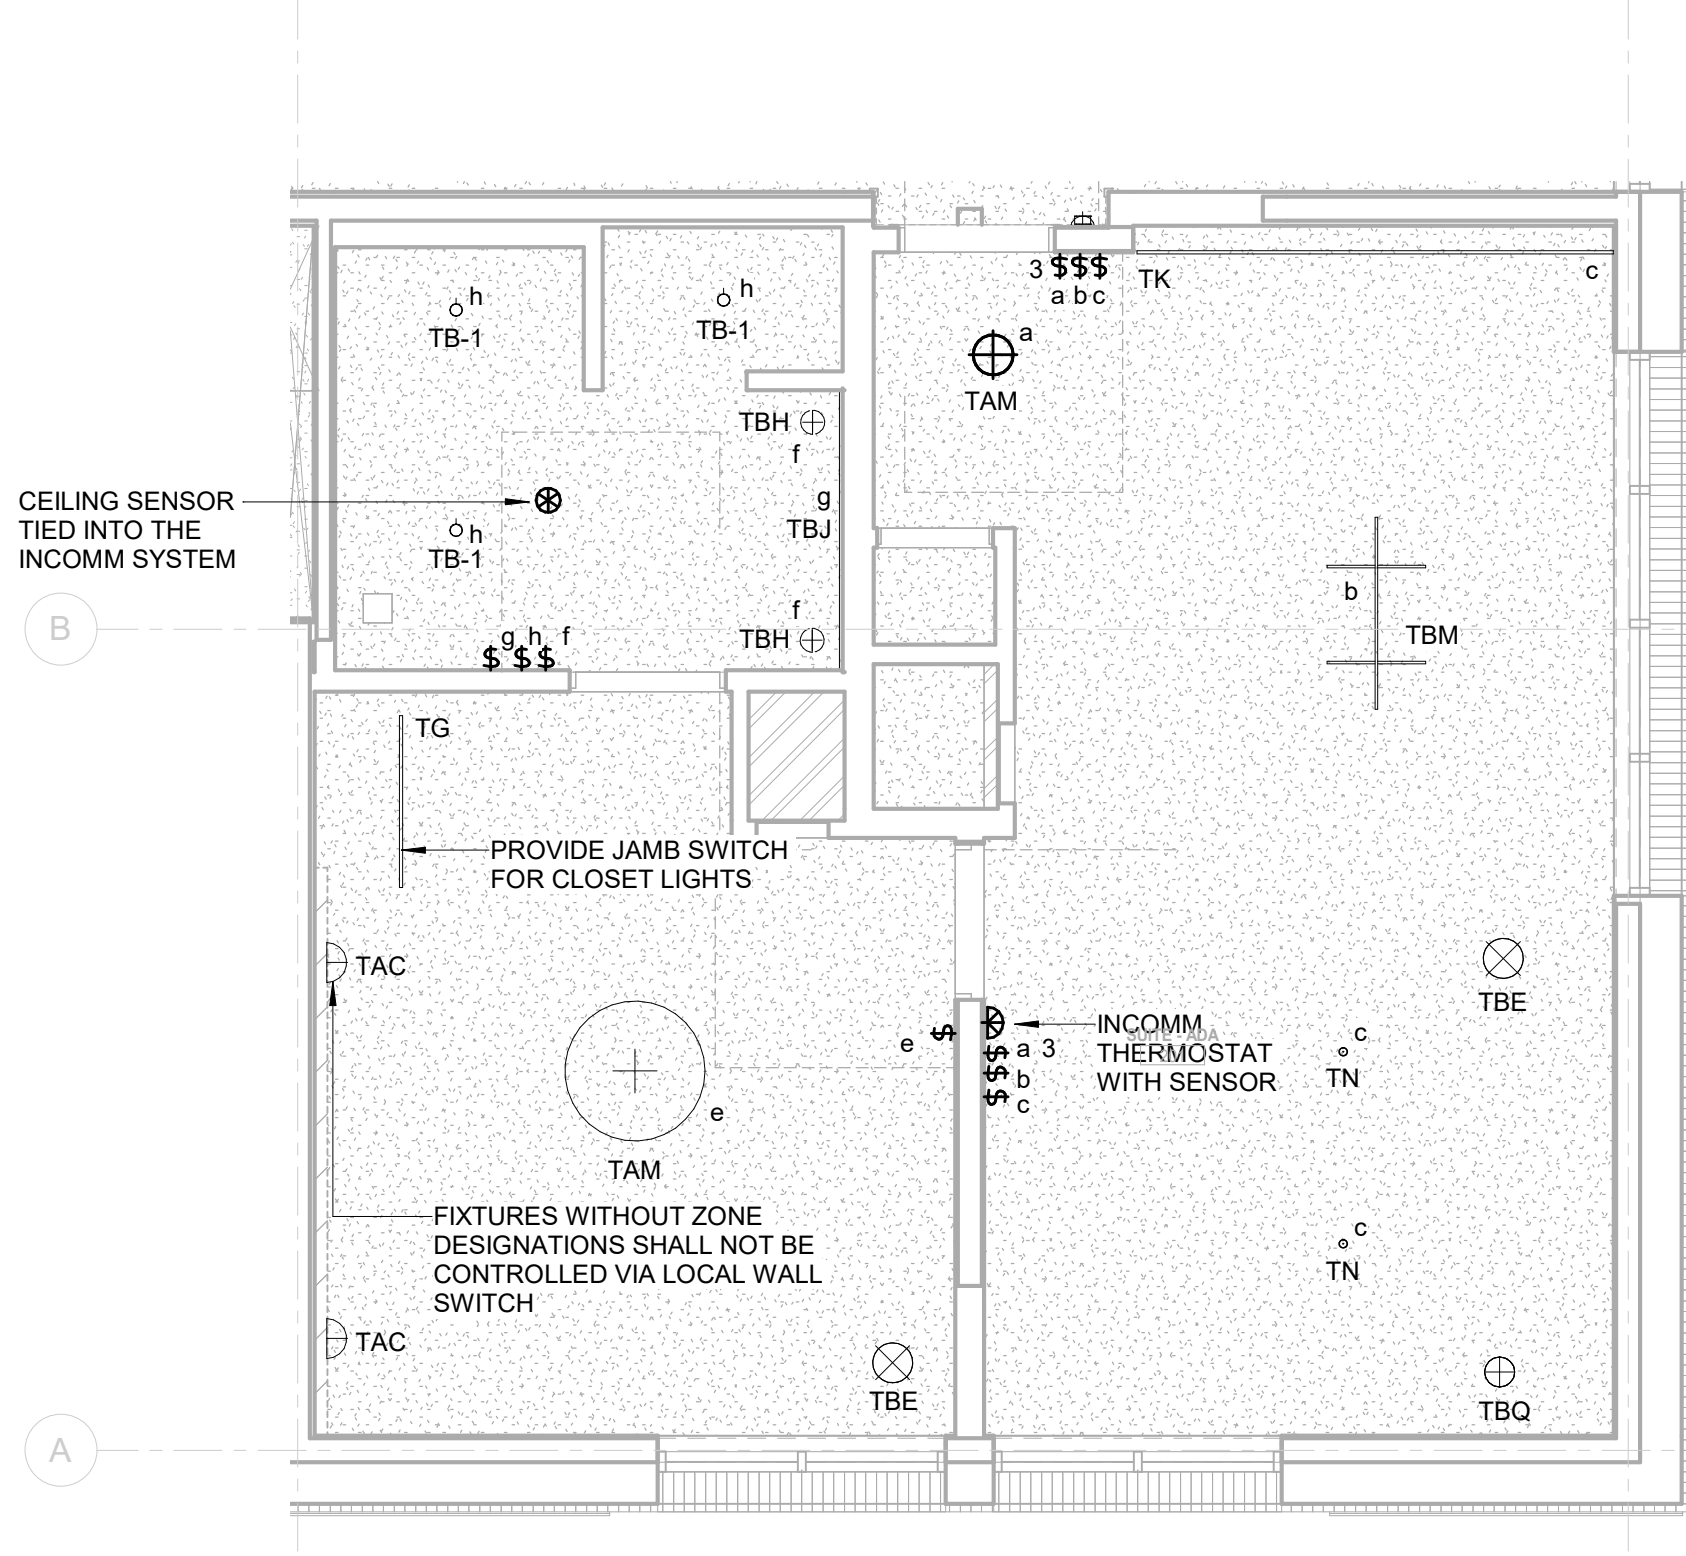 3 $$$
a b c
TK
c
h
TB-1
h
TB-1
a
TAM
TBH
f
g
TBJ
CEILING SENSOR
TIED INTO THE
INCOMM SYSTEM
h
TB-1
b
TBM
f
TBH
B
g h f
$ $ $
TG
PROVIDE JAMB SWITCH
FOR CLOSET LIGHTS
TAC
TBE
e $
$ a 3
$ b
$ c
INCOMM
THERMOSTAT
WITH SENSOR
SUITE - ADA
c
TN
e
TAM
FIXTURES WITHOUT ZONE
DESIGNATIONS SHALL NOT BE
CONTROLLED VIA LOCAL WALL
SWITCH
c
TN
TAC
TBE
TBQ
A